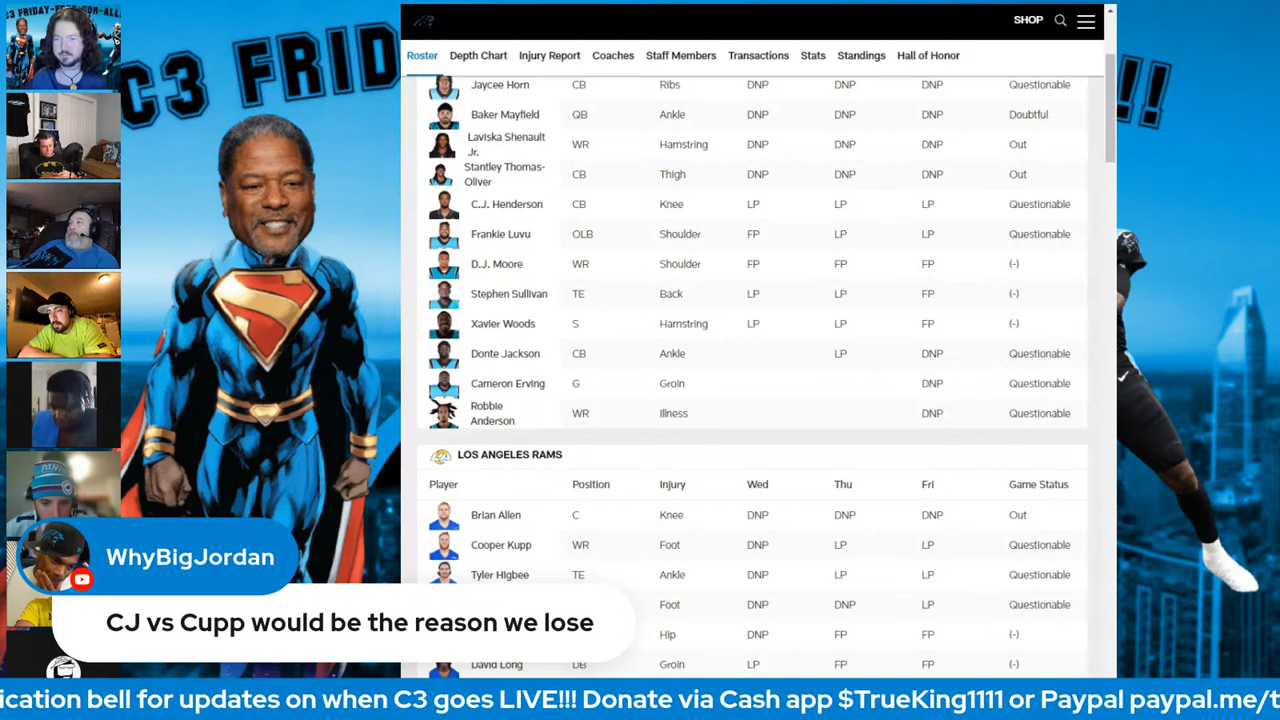 C3 FRIDAY-FREE-FOR-ALL
C3 FRID
!!
SHOP
Roster Depth Chart Injury Report Coaches Staff Members Transactions Stats Standings Hall of Honor
Jaycee Horn CB Ribs DNP DNP DNP Questionable
Baker Mayfield QB Ankle DNP DNP DNP Doubtful
Laviska Shenault Jr. WR Hamstring DNP DNP DNP Out
Stantley Thomas-Oliver CB Thigh DNP DNP DNP Out
C.J. Henderson CB Knee LP LP LP Questionable
Frankie Luvu OLB Shoulder FP LP LP Questionable
D.J. Moore WR Shoulder FP FP FP (-)
Stephen Sullivan TE Back LP LP FP (-)
Xavier Woods S Hamstring LP LP FP (-)
Donte Jackson CB Ankle LP DNP Questionable
Cameron Erving G Groin DNP Questionable
Robbie Anderson WR Illness DNP Questionable
LOS ANGELES RAMS
Player Position Injury Wed Thu Fri Game Status
Brian Allen C Knee DNP DNP DNP Out
Cooper Kupp WR Foot DNP LP LP Questionable
Tyler Higbee TE Ankle DNP LP LP Questionable
Foot DNP DNP LP Questionable
Hip DNP FP FP (-)
David Long DB Groin LP FP FP (-)
WhyBigJordan
CJ vs Cupp would be the reason we lose
ication bell for updates on when C3 goes LIVE!!! Donate via Cash app $TrueKing1111 or Paypal paypal.me/t